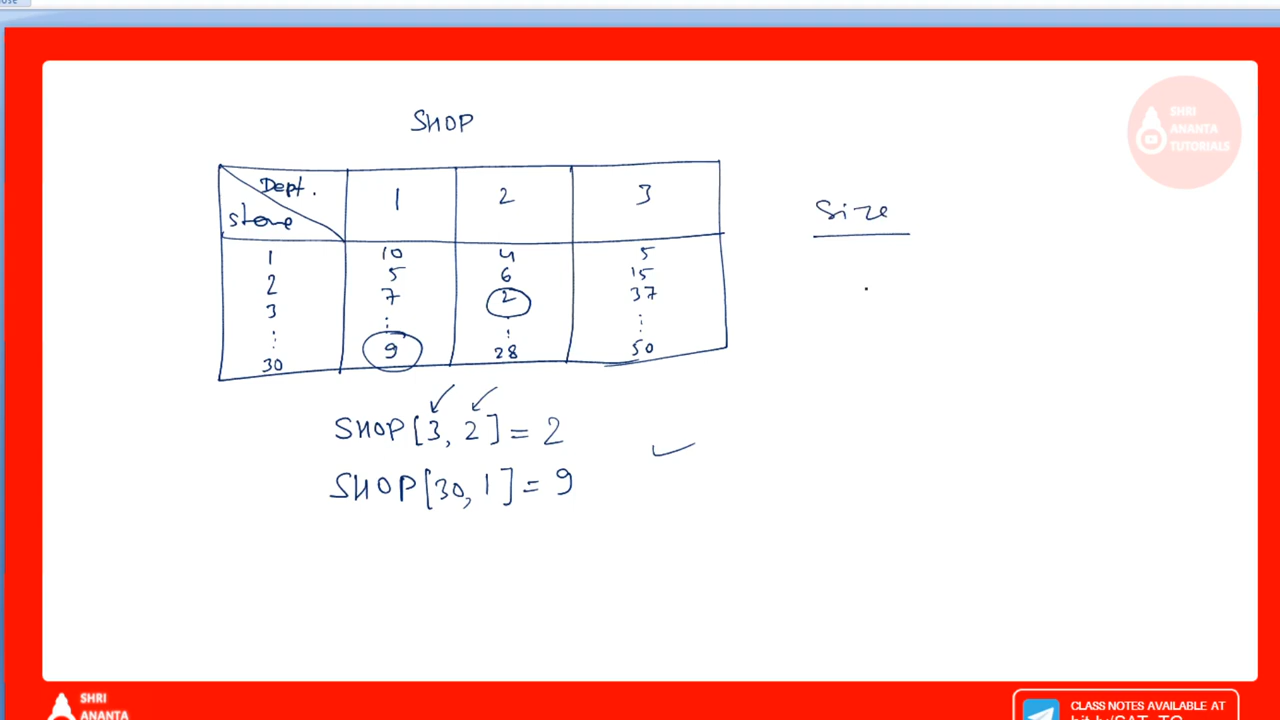 ose
SHRI
ANANTA
TUTORIALS
SHOP
Dept.
Store
1 2 3
Size
1 10 4 5
2 5 6 15
3 7 2 37
⋮ ⋮ ⋮ ⋮
30 9 28 50
SHOP[3, 2] = 2
SHOP[30, 1] = 9
SHRI
ANANTA
CLASS NOTES AVAILABLE AT